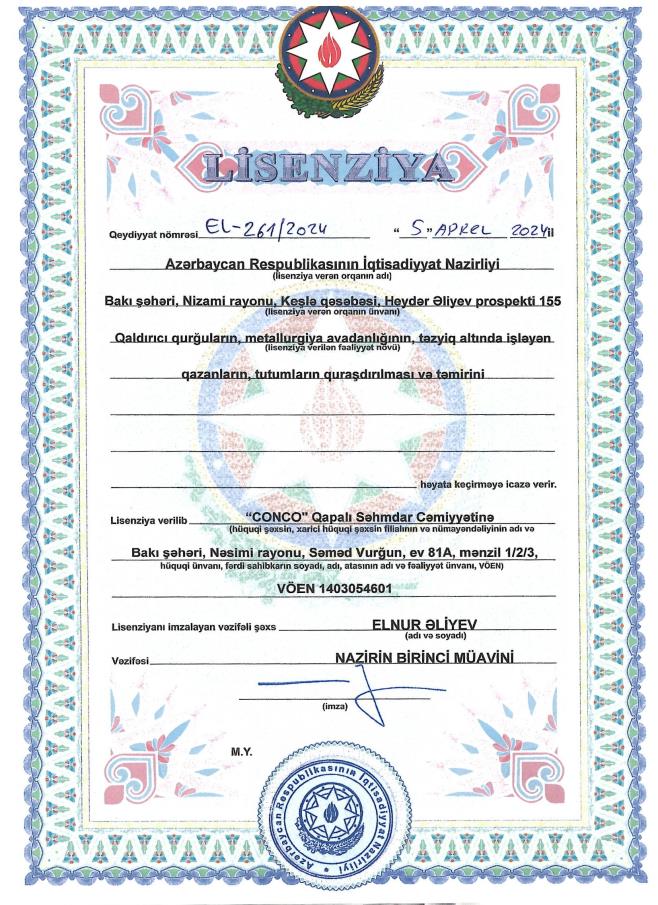 LİSENZİYA
Qeydiyyat nömrəsi EL-261/2024 “5” APREL 2024 il
Azərbaycan Respublikasının İqtisadiyyat Nazirliyi
(lisenziya verən orqanın adı)
Bakı şəhəri, Nizami rayonu, Keşlə qəsəbəsi, Heydər Əliyev prospekti 155
(lisenziya verən orqanın ünvanı)
Qaldırıcı qurğuların, metallurgiya avadanlığının, təzyiq altında işləyən
(lisenziya verilən fəaliyyət növü)
qazanların, tutumların quraşdırılması və təmirini
həyata keçirməyə icazə verir.
Lisenziya verilib “CONCO” Qapalı Səhmdar Cəmiyyətinə
(hüquqi şəxsin, xarici hüquqi şəxsin filialının və nümayəndəliyinin adı və
Bakı şəhəri, Nəsimi rayonu, Səməd Vurğun, ev 81A, mənzil 1/2/3,
hüquqi ünvanı, fərdi sahibkarın soyadı, adı, atasının adı və fəaliyyət ünvanı, VÖEN)
VÖEN 1403054601
Lisenziyanı imzalayan vəzifəli şəxs ELNUR ƏLİYEV
(adı və soyadı)
Vəzifəsi NAZİRİN BİRİNCİ MÜAVİNİ
(imza)
M.Y.
Azərbaycan Respublikasının İqtisadiyyat Nazirliyi